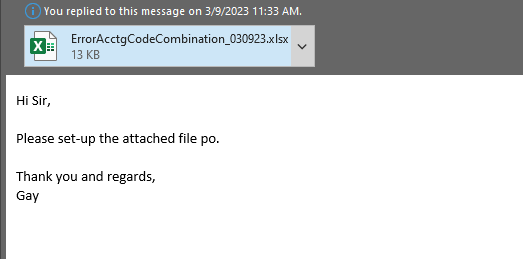 You replied to this message on 3/9/2023 11:33 AM.
ErrorAcctgCodeCombination_030923.xlsx
13 KB
Hi Sir,
Please set-up the attached file po.
Thank you and regards,
Gay